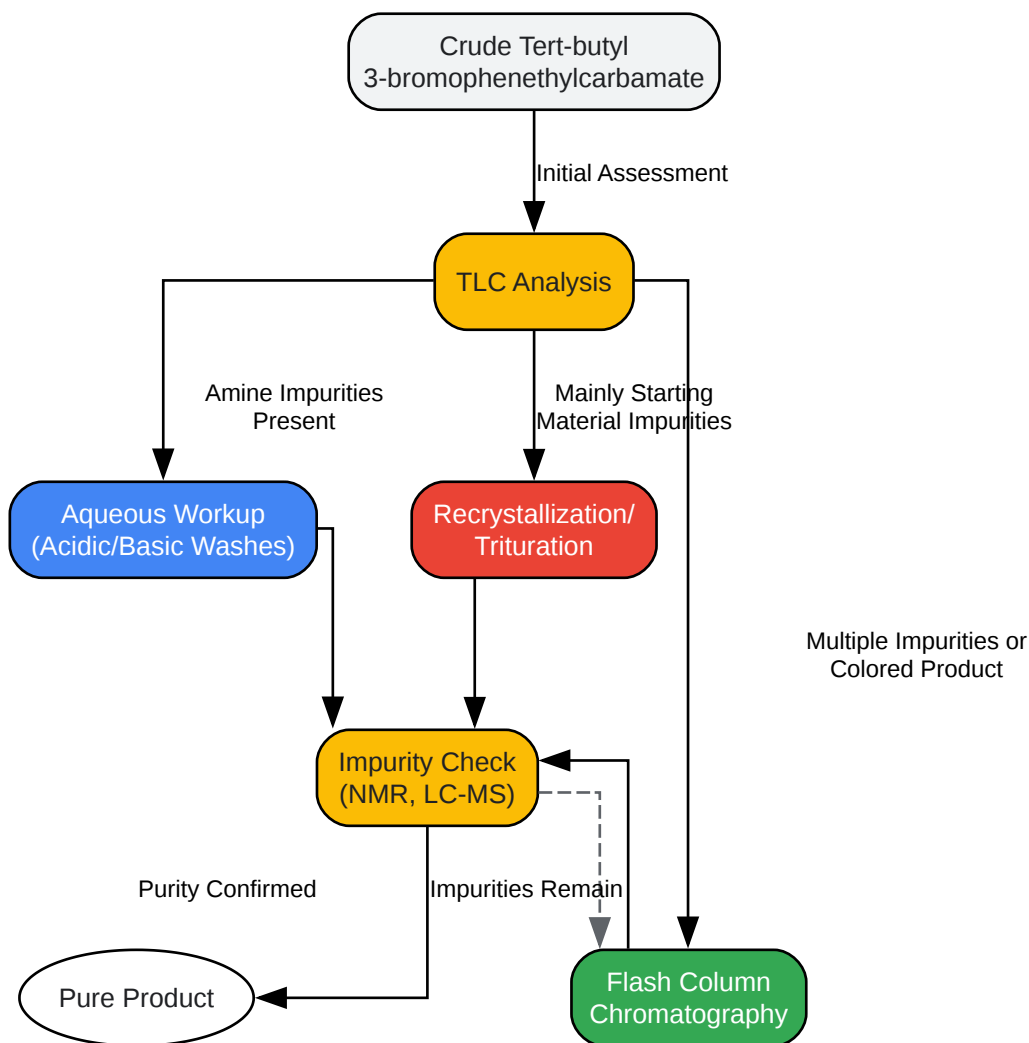 Crude Tert-butyl
3-bromophenethylcarbamate
Initial Assessment
TLC Analysis
Amine Impurities
Present
Mainly Starting
Material Impurities
Aqueous Workup
(Acidic/Basic Washes)
Recrystallization/
Trituration
Multiple Impurities or
Colored Product
Impurity Check
(NMR, LC-MS)
Purity Confirmed
Impurities Remain
Pure Product
Flash Column
Chromatography